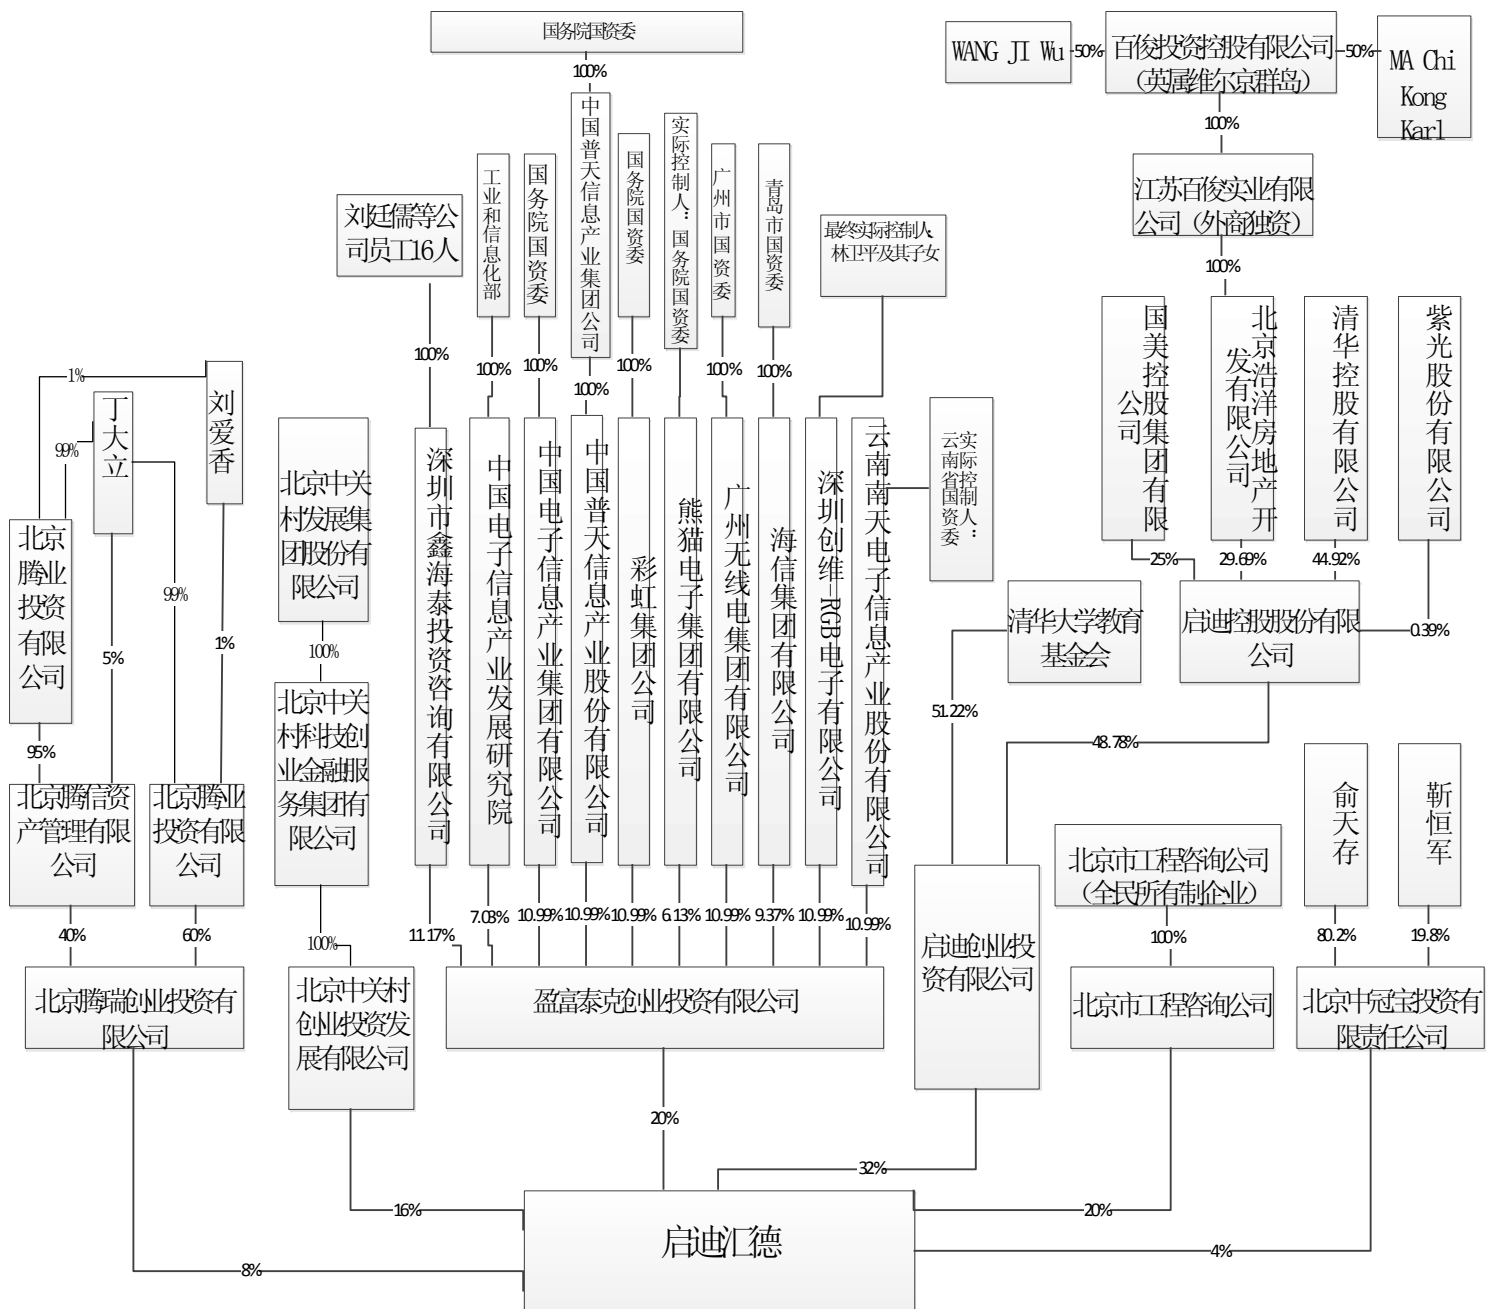 国务院国资委
WANG JI Wu
50%
百俊投资控股有限公司
（英属维尔京群岛）
50%
MA Chi
Kong
Karl
100%
100%
江苏百俊实业有限
公司（外商独资）
100%
刘廷儒等公
司员工16人
工业和信息化部
国务院国资委
中国普天信息产业集团公司
国务院国资委
实际控制人：国务院国资委
广州市国资委
青岛市国资委
最终实际控制人：
林卫平及其子女
国美控股集团有限
公司
北京浩洋房地产开
发有限公司
清华控股有限公司
紫光股份有限公司
100%
100%
100%
100%
100%
100%
100%
1%
丁大立
刘爱香
99%
北京
腾业
投资
有限
公司
99%
5%
1%
95%
北京中关
村发展集
团股份有
限公司
100%
北京中关
村科技创
业金融服
务集团有
限公司
深圳市鑫海泰投资咨询有限公司
中国电子信息产业发展研究院
中国电子信息产业集团有限公司
中国普天信息产业股份有限公司
彩虹集团公司
熊猫电子集团有限公司
广州无线电集团有限公司
海信集团有限公司
深圳创维-RGB电子有限公司
云南南天电子信息产业股份有限公司
实际控制人：
云南省国资委
25%
29.69%
44.92%
0.39%
清华大学教育
基金会
启迪控股股份有限
公司
51.22%
48.78%
北京腾信资
产管理有限
公司
北京腾业
投资有限
公司
北京市工程咨询公司
（全民所有制企业）
俞天存
靳恒军
40%
60%
100%
11.17%
7.03%
10.99%
10.99%
10.99%
6.13%
10.99%
9.37%
10.99%
10.99%
100%
80.2%
19.8%
北京腾瑞创业投资有
限公司
北京中关村
创业投资发
展有限公司
盈富泰克创业投资有限公司
启迪创业投
资有限公司
北京市工程咨询公司
北京中冠宝投资有
限责任公司
20%
32%
16%
20%
8%
4%
启迪汇德